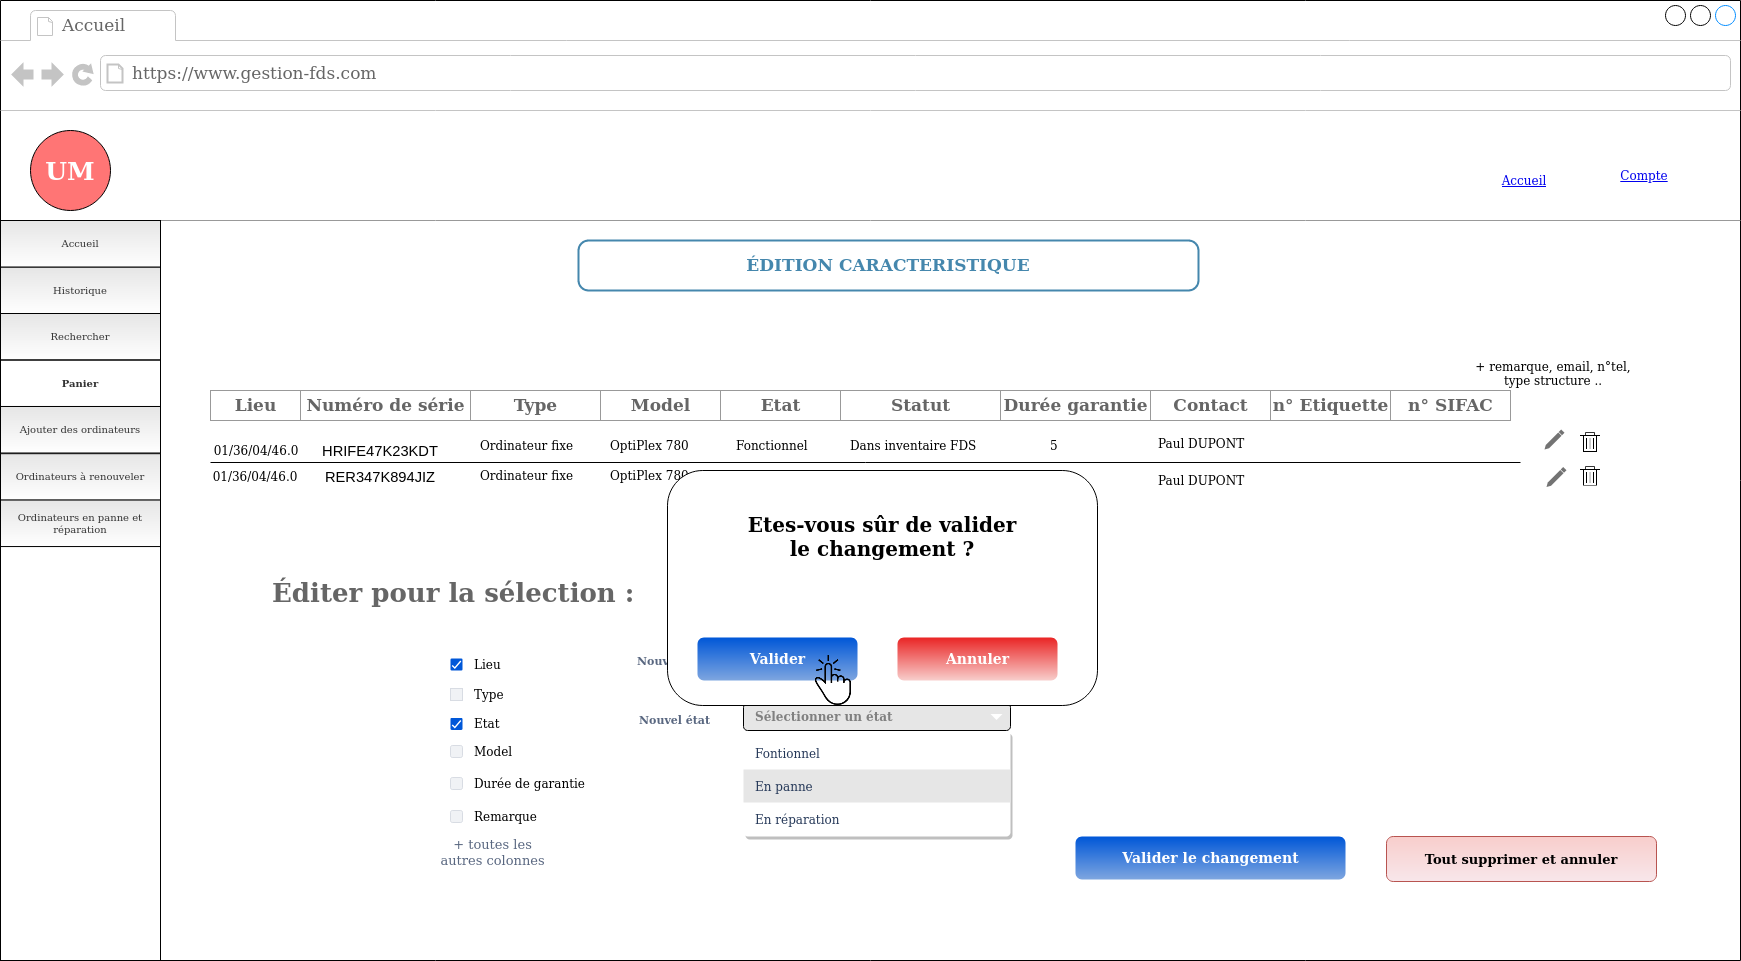 Accueil
https://www.gestion-fds.com
UM
Accueil
Compte
Accueil
Historique
Rechercher
Panier
Ajouter des ordinateurs
Ordinateurs à renouveler
Ordinateurs en panne et
réparation
ÉDITION CARACTERISTIQUE
+ remarque, email, n°tel,
type structure ..
Lieu Numéro de série Type Model Etat Statut Durée garantie Contact n° Etiquette n° SIFAC
01/36/04/46.0 HRIFE47K23KDT Ordinateur fixe OptiPlex 780 Fonctionnel Dans inventaire FDS 5 Paul DUPONT
01/36/04/46.0 RER347K894JIZ Ordinateur fixe OptiPlex 780 Paul DUPONT
Etes-vous sûr de valider
le changement ?
Valider
Annuler
Éditer pour la sélection :
Lieu
Type
Etat
Model
Durée de garantie
Remarque
+ toutes les
autres colonnes
Nouv
Nouvel état
Sélectionner un état
Fontionnel
En panne
En réparation
Valider le changement
Tout supprimer et annuler